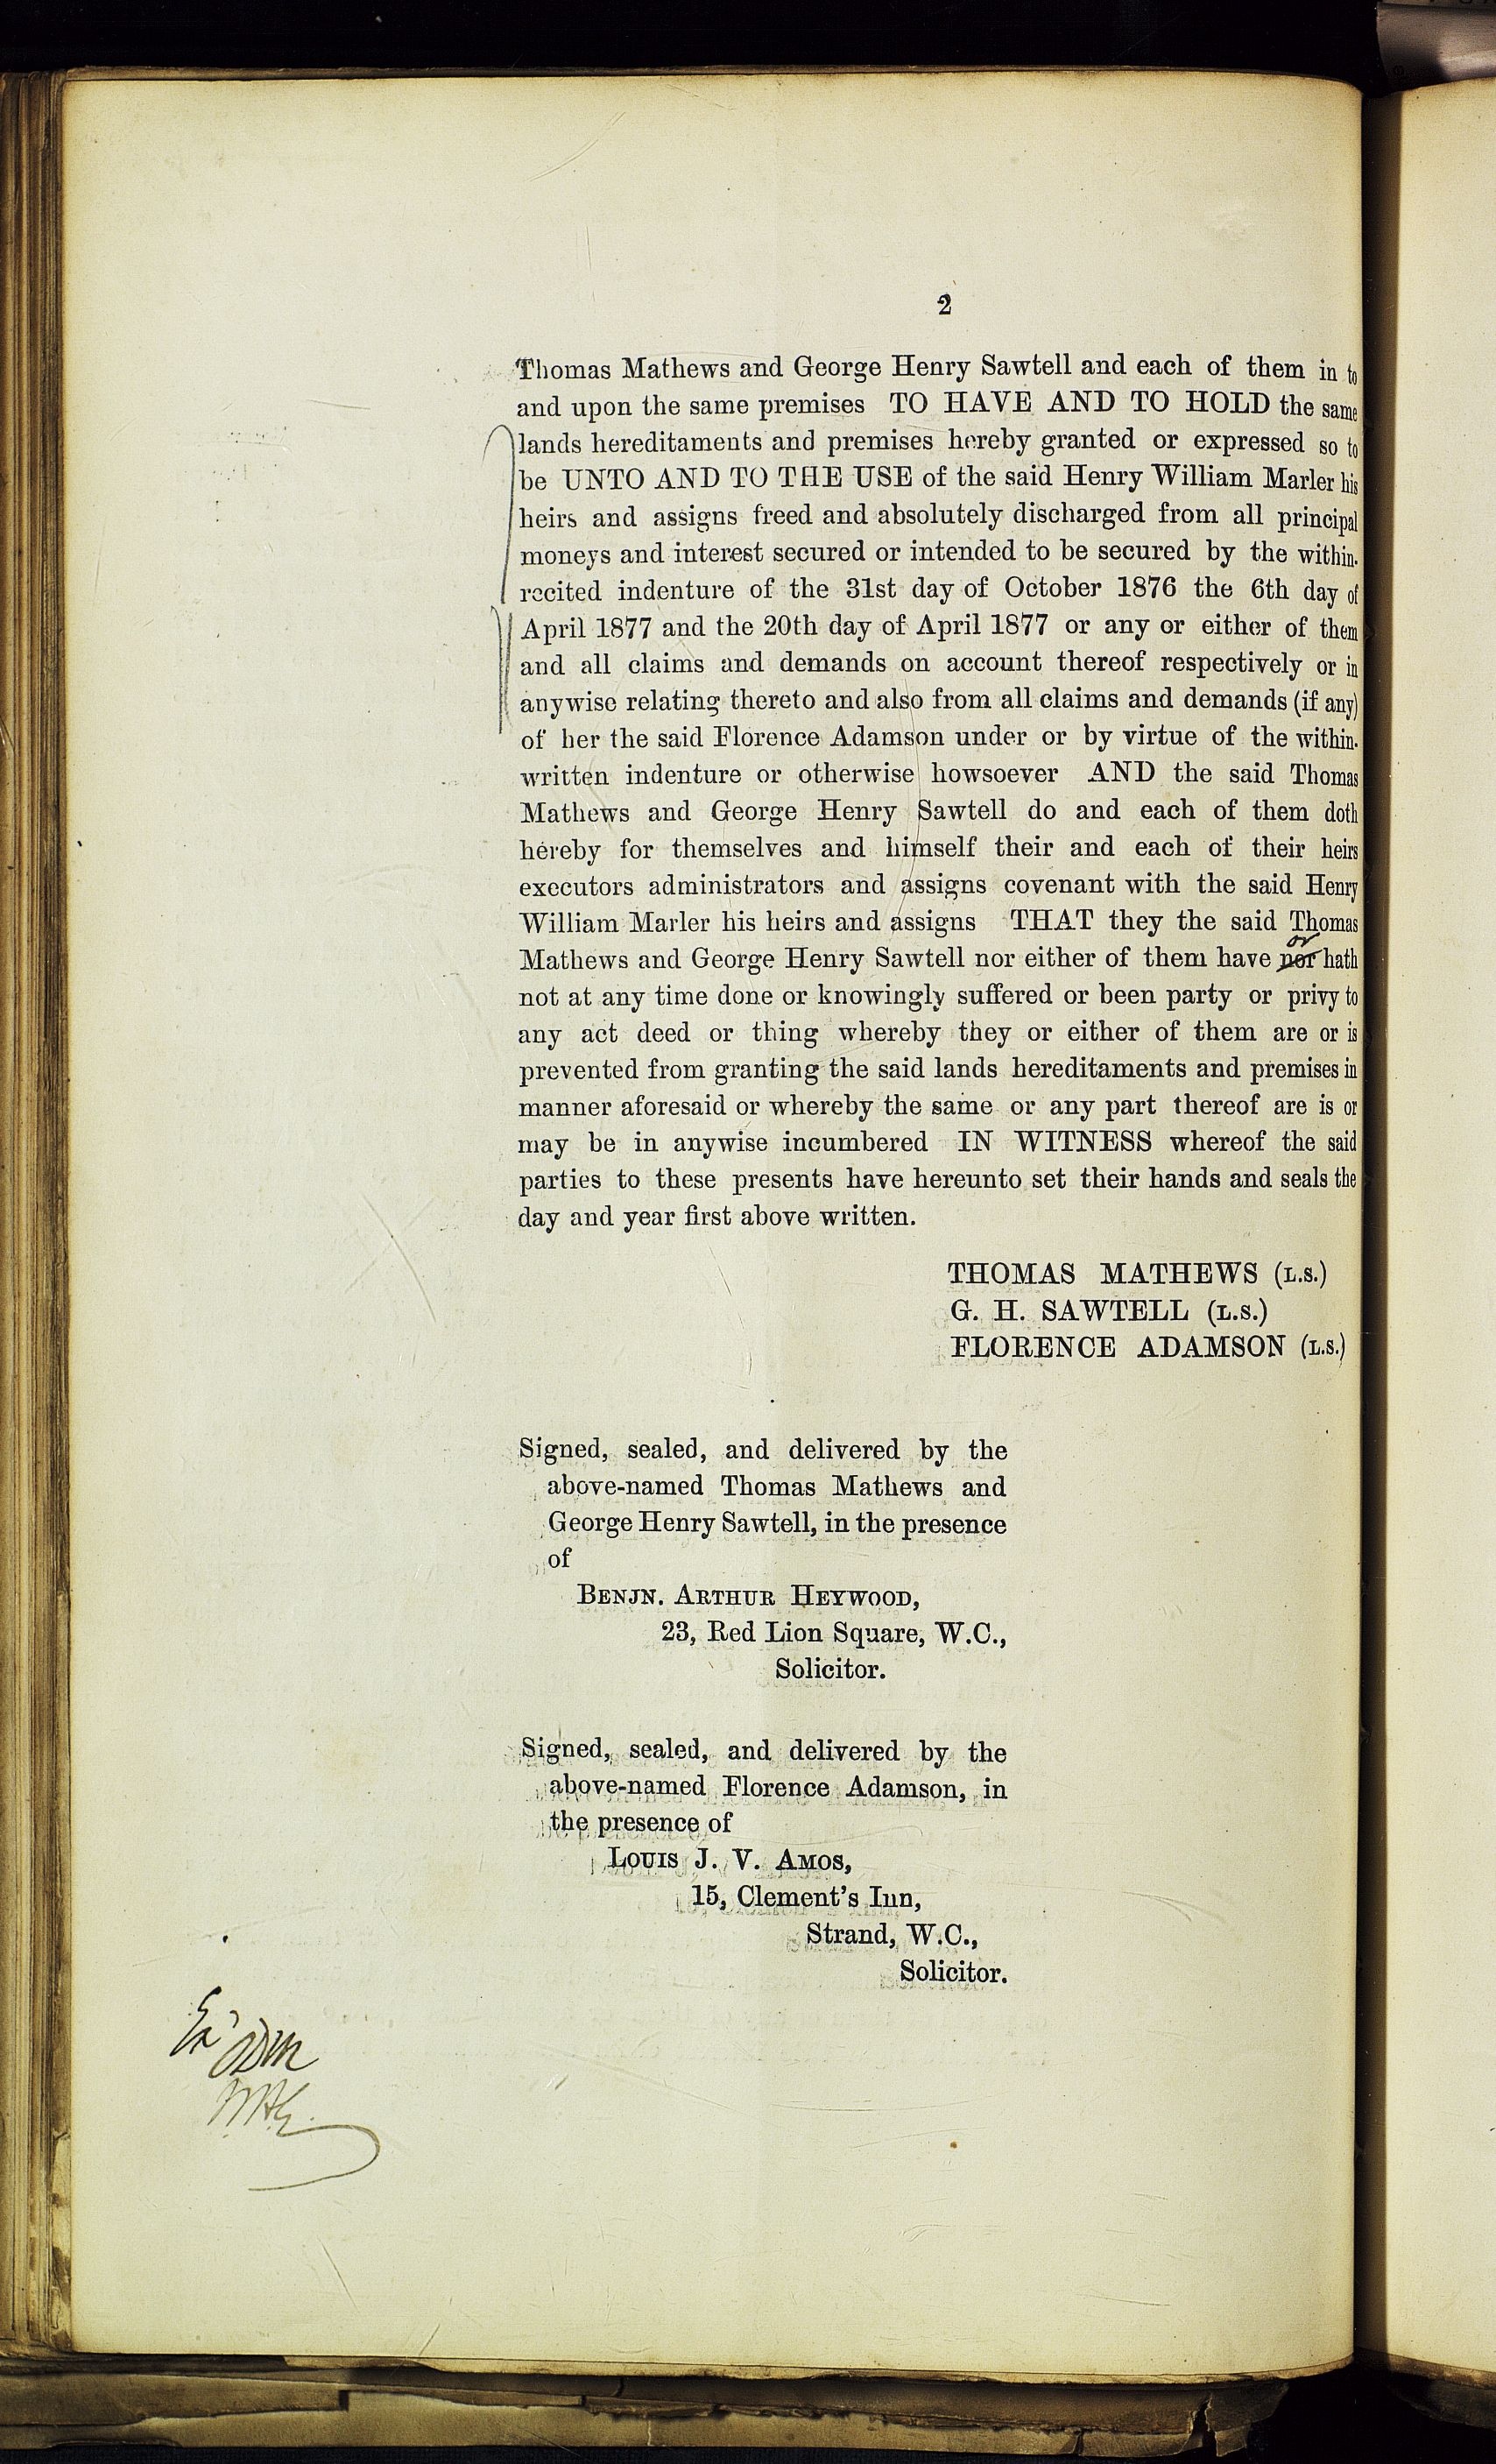 2
Thomas Mathews and George Henry Sawtell and each of them in to
and upon the same premises TO HAVE AND TO HOLD the same
lands hereditaments and premises hereby granted or expressed so to
be UNTO AND TO THE USE of the said Henry William Marler his
heirs and assigns freed and absolutely discharged from all principal
moneys and interest secured or intended to be secured by the within-
recited indenture of the 31st day of October 1876 the 6th day of
April 1877 and the 20th day of April 1877 or any or either of them
and all claims and demands on account thereof respectively or in
anywise relating thereto and also from all claims and demands (if any)
of her the said Florence Adamson under or by virtue of the within-
written indenture or otherwise howsoever AND the said Thomas
Mathews and George Henry Sawtell do and each of them doth
hereby for themselves and himself their and each of their heirs
executors administrators and assigns covenant with the said Henry
William Marler his heirs and assigns THAT they the said Thomas
or
Mathews and George Henry Sawtell nor either of them have nor hath
not at any time done or knowingly suffered or been party or privy to
any act deed or thing whereby they or either of them are or is
prevented from granting the said lands hereditaments and premises in
manner aforesaid or whereby the same or any part thereof are is or
may be in anywise incumbered IN WITNESS whereof the said
parties to these presents have hereunto set their hands and seals the
day and year first above written.
THOMAS MATHEWS (L.S.)
G. H. SAWTELL (L.S.)
FLORENCE ADAMSON (L.S.)
Signed, sealed, and delivered by the
above-named Thomas Mathews and
George Henry Sawtell, in the presence
of
BENJN. ARTHUR HEYWOOD,
23, Red Lion Square, W.C.,
Solicitor.
Signed, sealed, and delivered by the
above-named Florence Adamson, in
the presence of
LOUIS J. V. AMOS,
15, Clement's Inn,
Strand, W.C.,
Solicitor.